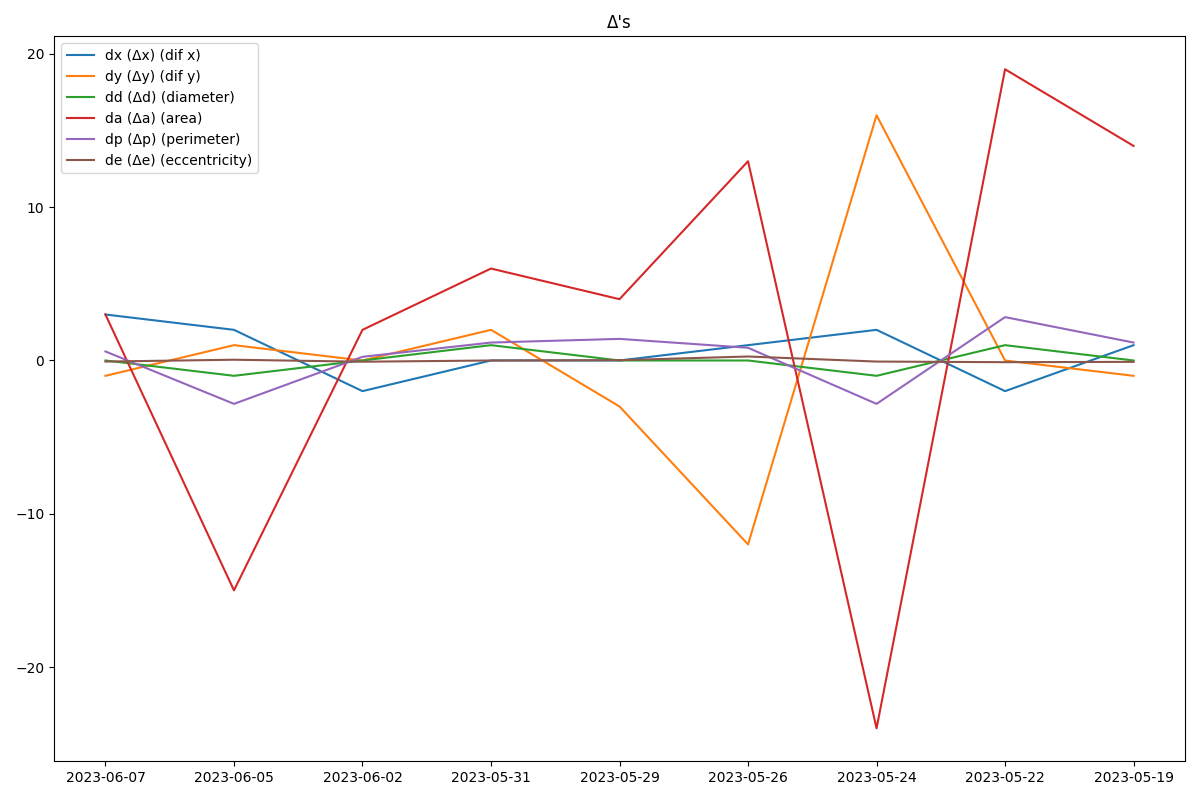 Δ's
20
10
0
−10
−20
dx (Δx) (dif x)
dy (Δy) (dif y)
dd (Δd) (diameter)
da (Δa) (area)
dp (Δp) (perimeter)
de (Δe) (eccentricity)
2023-06-07 2023-06-05 2023-06-02 2023-05-31 2023-05-29 2023-05-26 2023-05-24 2023-05-22 2023-05-19